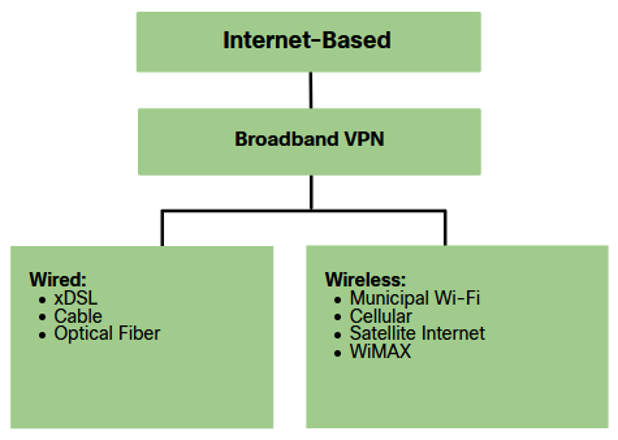 Internet-Based
Broadband VPN
Wired:
• xDSL
• Cable
• Optical Fiber
Wireless:
• Municipal Wi-Fi
• Cellular
• Satellite Internet
• WiMAX